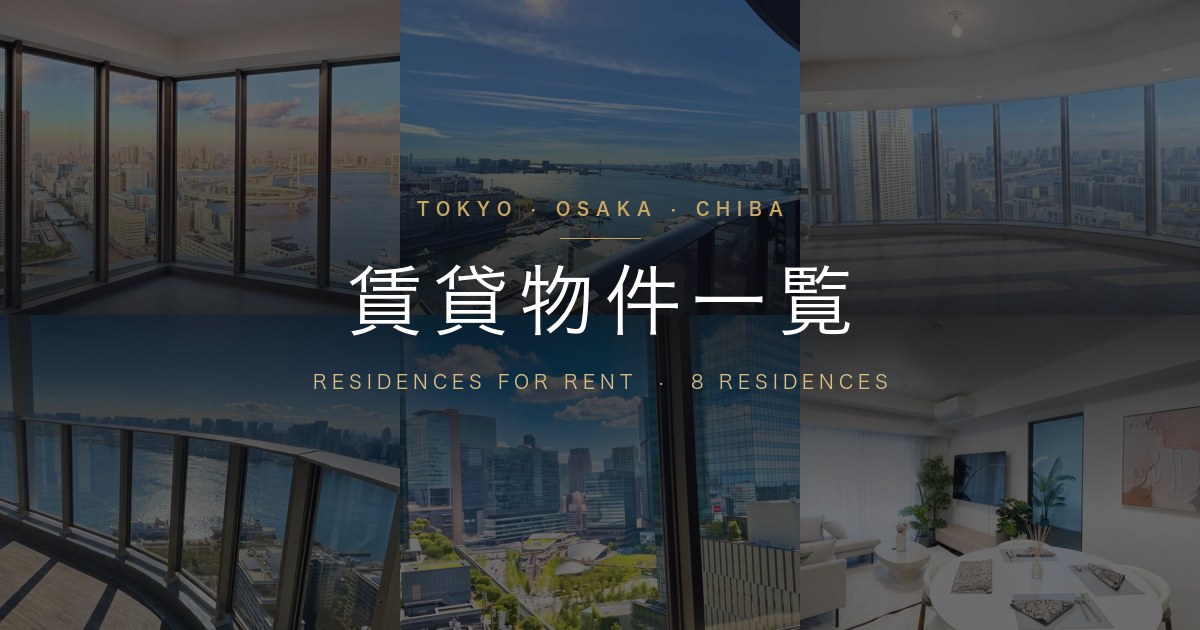 TOKYO · OSAKA · CHIBA
賃貸物件一覧
RESIDENCES FOR RENT · 8 RESIDENCES